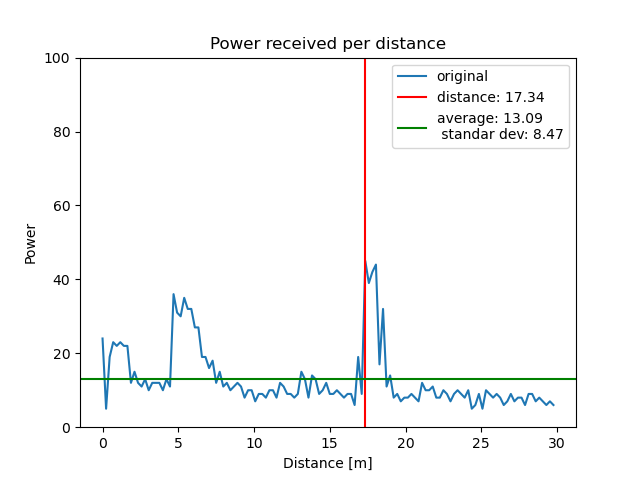 Power received per distance
original
distance: 17.34
average: 13.09
standar dev: 8.47
100
80
60
40
20
0
Power
0 5 10 15 20 25 30
Distance [m]